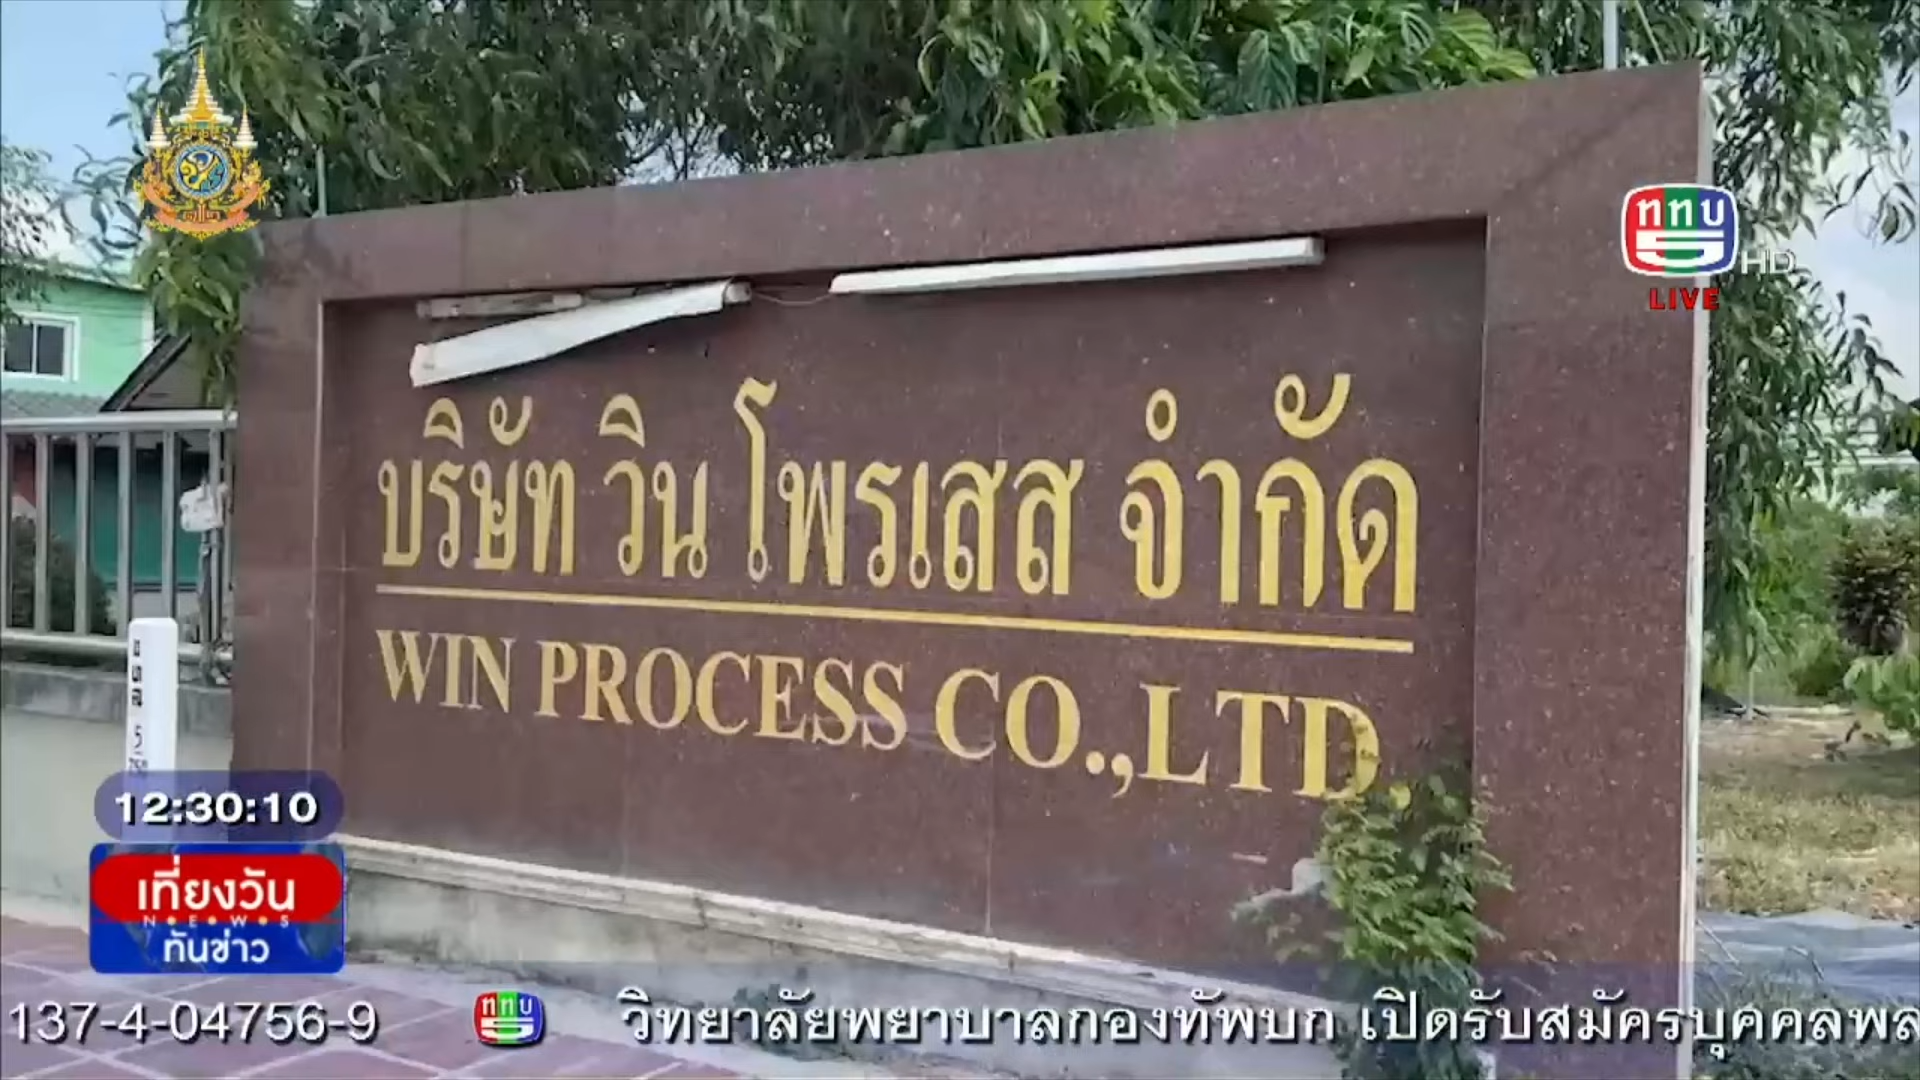 ททบ
5
HD
LIVE
บริษัท วิน โพรเสส จำกัด
WIN PROCESS CO.,LTD.
5
750
12:30:10
เที่ยงวัน
N•E•W•S
ทันข่าว
137-4-04756-9
ททบ
5
วิทยาลัยพยาบาลกองทัพบก เปิดรับสมัครบุคคลพล